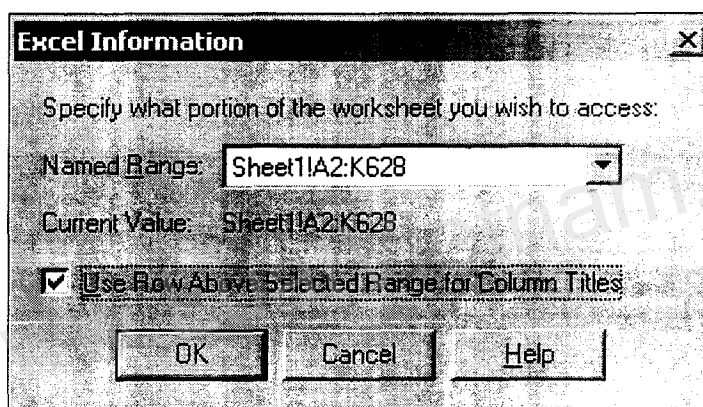 Excel Information
Specify what portion of the worksheet you wish to access:
Named Range: Sheet1!A2:K628
Current Value: Sheet1!A2:K628
Use Row Above Selected Range for Column Titles
OK Cancel Help